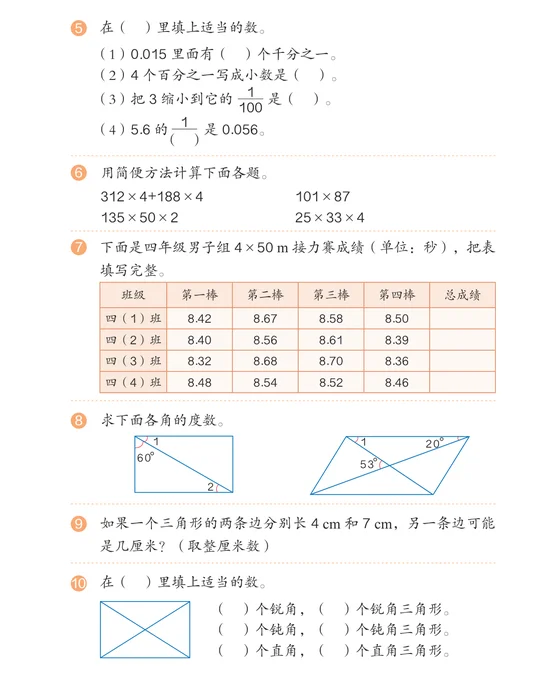 5 在（ ）里填上适当的数。
（1）0.015 里面有（ ）个千分之一。
（2）4 个百分之一写成小数是（ ）。
（3）把 3 缩小到它的 1/100 是（ ）。
（4）5.6 的 1/( ) 是 0.056。
6 用简便方法计算下面各题。
312×4+188×4 101×87
135×50×2 25×33×4
7 下面是四年级男子组 4×50 m 接力赛成绩（单位：秒），把表
填写完整。
班级 第一棒 第二棒 第三棒 第四棒 总成绩
四（1）班 8.42 8.67 8.58 8.50
四（2）班 8.40 8.56 8.61 8.39
四（3）班 8.32 8.68 8.70 8.36
四（4）班 8.48 8.54 8.52 8.46
8 求下面各角的度数。
1 1 20°
60° 53°
2
9 如果一个三角形的两条边分别长 4 cm 和 7 cm，另一条边可能
是几厘米？（取整厘米数）
10 在（ ）里填上适当的数。
（ ）个锐角，（ ）个锐角三角形。
（ ）个钝角，（ ）个钝角三角形。
（ ）个直角，（ ）个直角三角形。